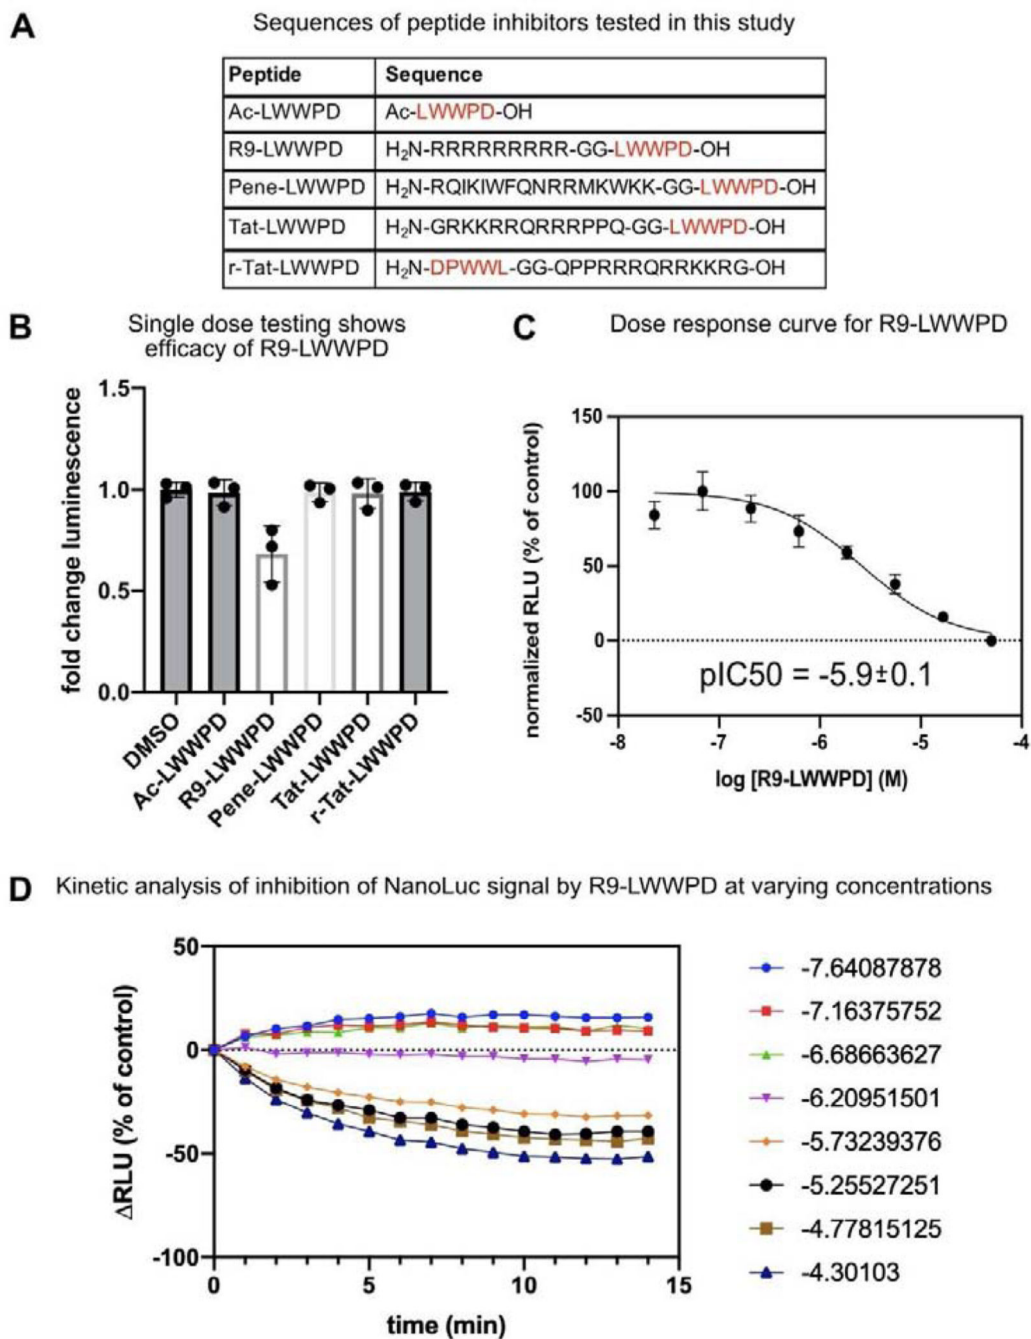 A
Sequences of peptide inhibitors tested in this study
Peptide Sequence
Ac-LWWPD Ac-LWWPD-OH
R9-LWWPD H2N-RRRRRRRRR-GG-LWWPD-OH
Pene-LWWPD H2N-RQIKIWFQNRRMKWKK-GG-LWWPD-OH
Tat-LWWPD H2N-GRKKRRQRRRPPQ-GG-LWWPD-OH
r-Tat-LWWPD H2N-DPWWL-GG-QPPRRRQRRKKRG-OH
B
Single dose testing shows
efficacy of R9-LWWPD
fold change luminescence
1.5
1.0
0.5
0.0
DMSO
Ac-LWWPD
R9-LWWPD
Pene-LWWPD
Tat-LWWPD
r-Tat-LWWPD
C
Dose response curve for R9-LWWPD
normalized RLU (% of control)
150
100
50
0
-50
pIC50 = -5.9±0.1
-8 -7 -6 -5 -4
log [R9-LWWPD] (M)
D
Kinetic analysis of inhibition of NanoLuc signal by R9-LWWPD at varying concentrations
ΔRLU (% of control)
50
0
-50
-100
0 5 10 15
time (min)
-7.64087878
-7.16375752
-6.68663627
-6.20951501
-5.73239376
-5.25527251
-4.77815125
-4.30103